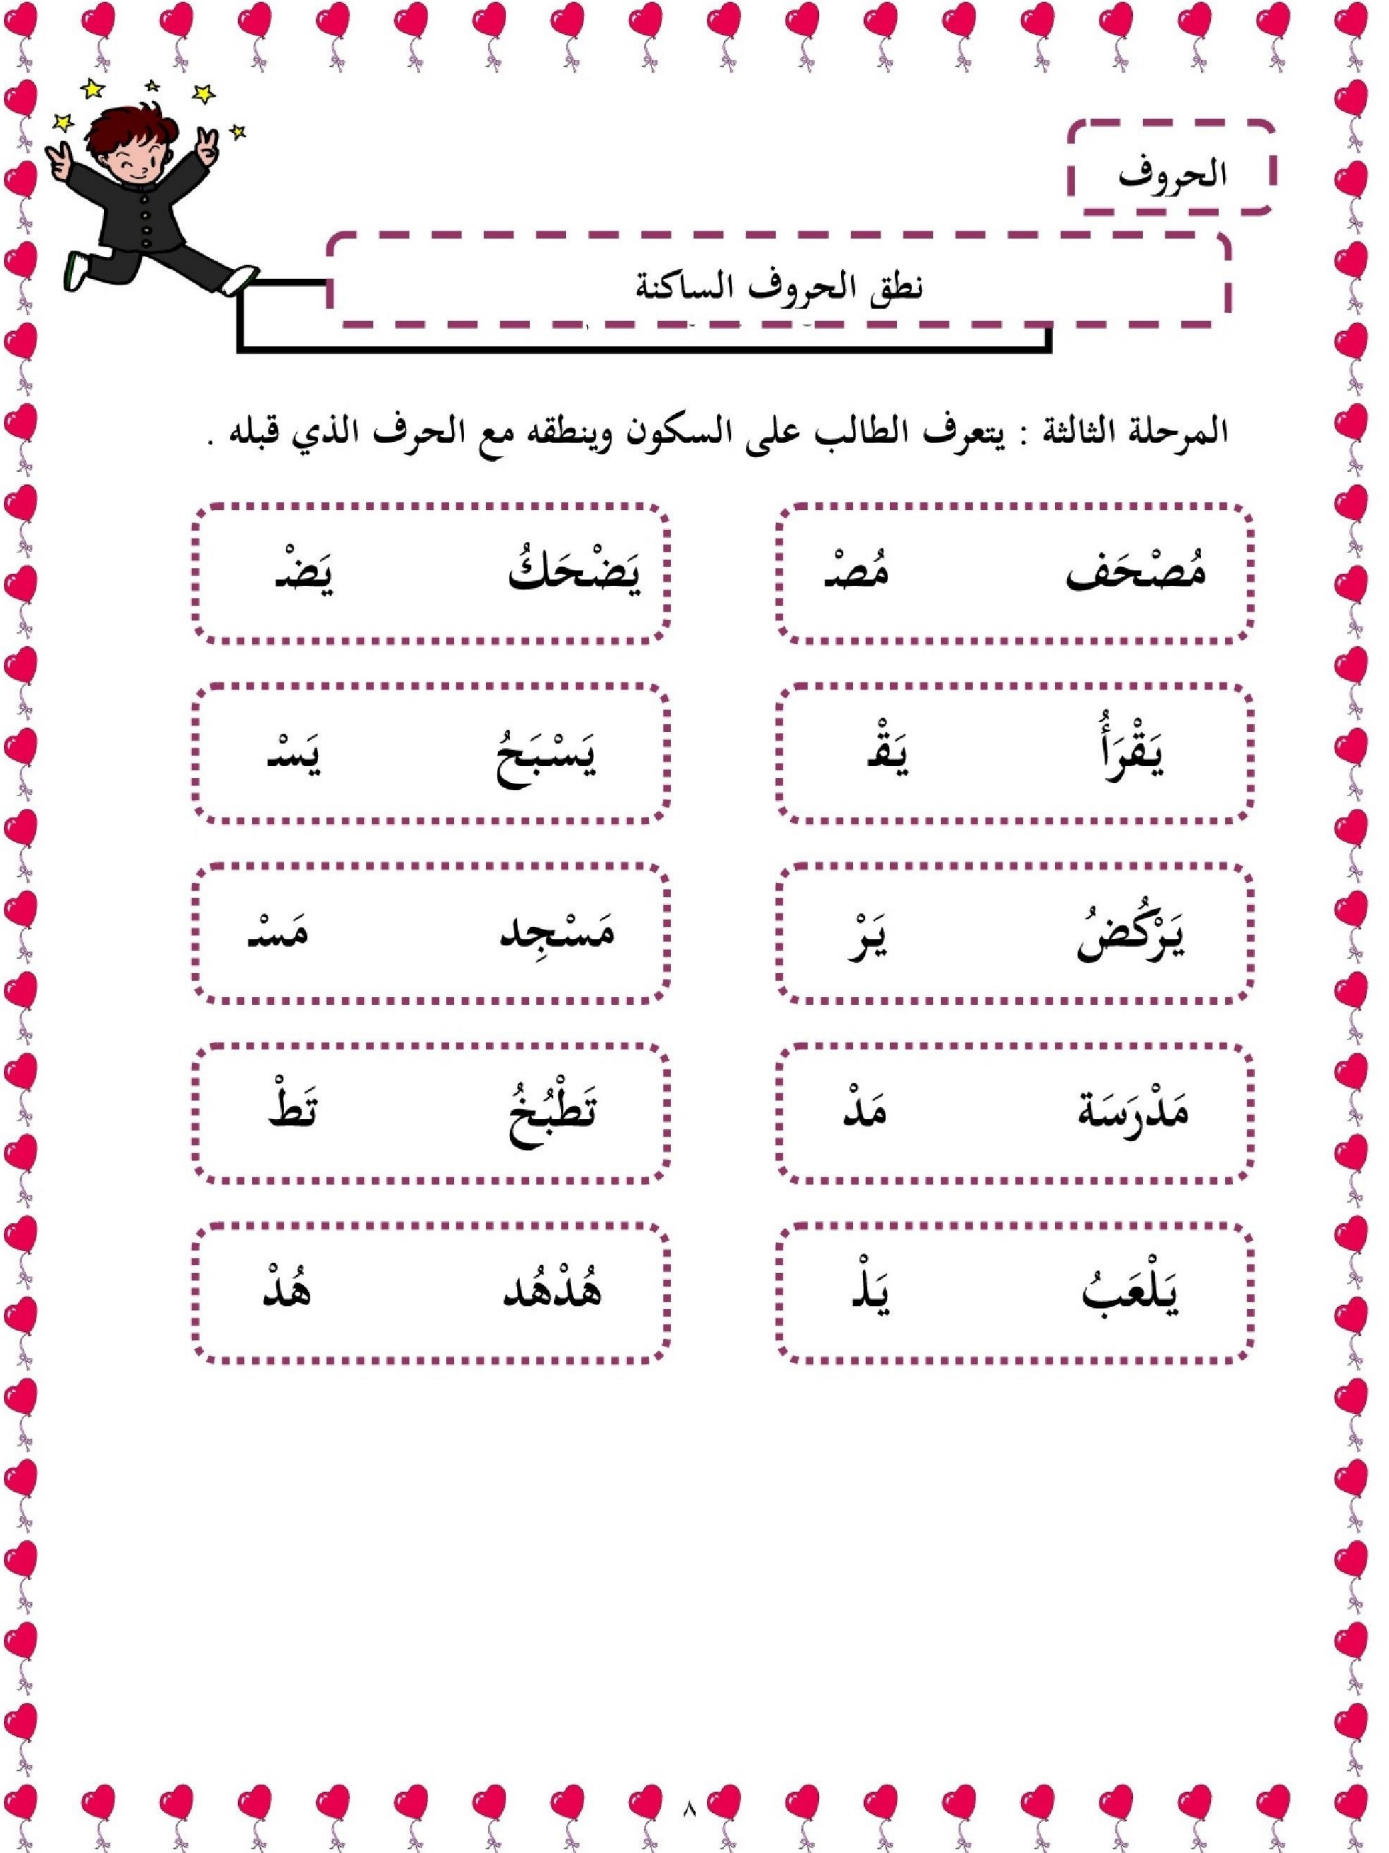 الحروف
نطق الحروف الساكنة
المرحلة الثالثة : يتعرف الطالب على السكون وينطقه مع الحرف الذي قبله .
مُصْحَف مُصْـ
يَضْحَكُ يَضْـ
يَقْرَأُ يَقْـ
يَسْبَحُ يَسْـ
يَرْكُضُ يَرْ
مَسْجِد مَسْـ
مَدْرَسَة مَدْ
تَطْبُخُ تَطْـ
يَلْعَبُ يَلْـ
هُدْهُد هُدْ
٨